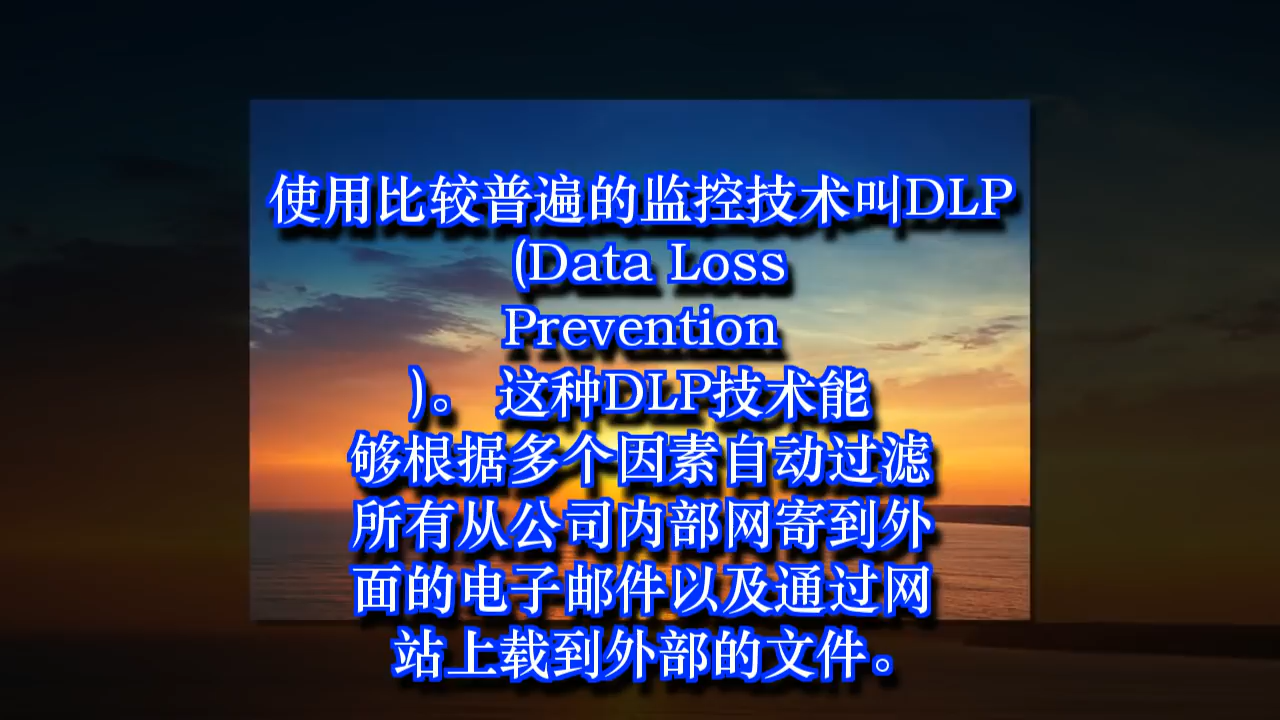 使用比较普遍的监控技术叫DLP
(Data Loss
Prevention
)。 这种DLP技术能
够根据多个因素自动过滤
所有从公司内部网寄到外
面的电子邮件以及通过网
站上载到外部的文件。